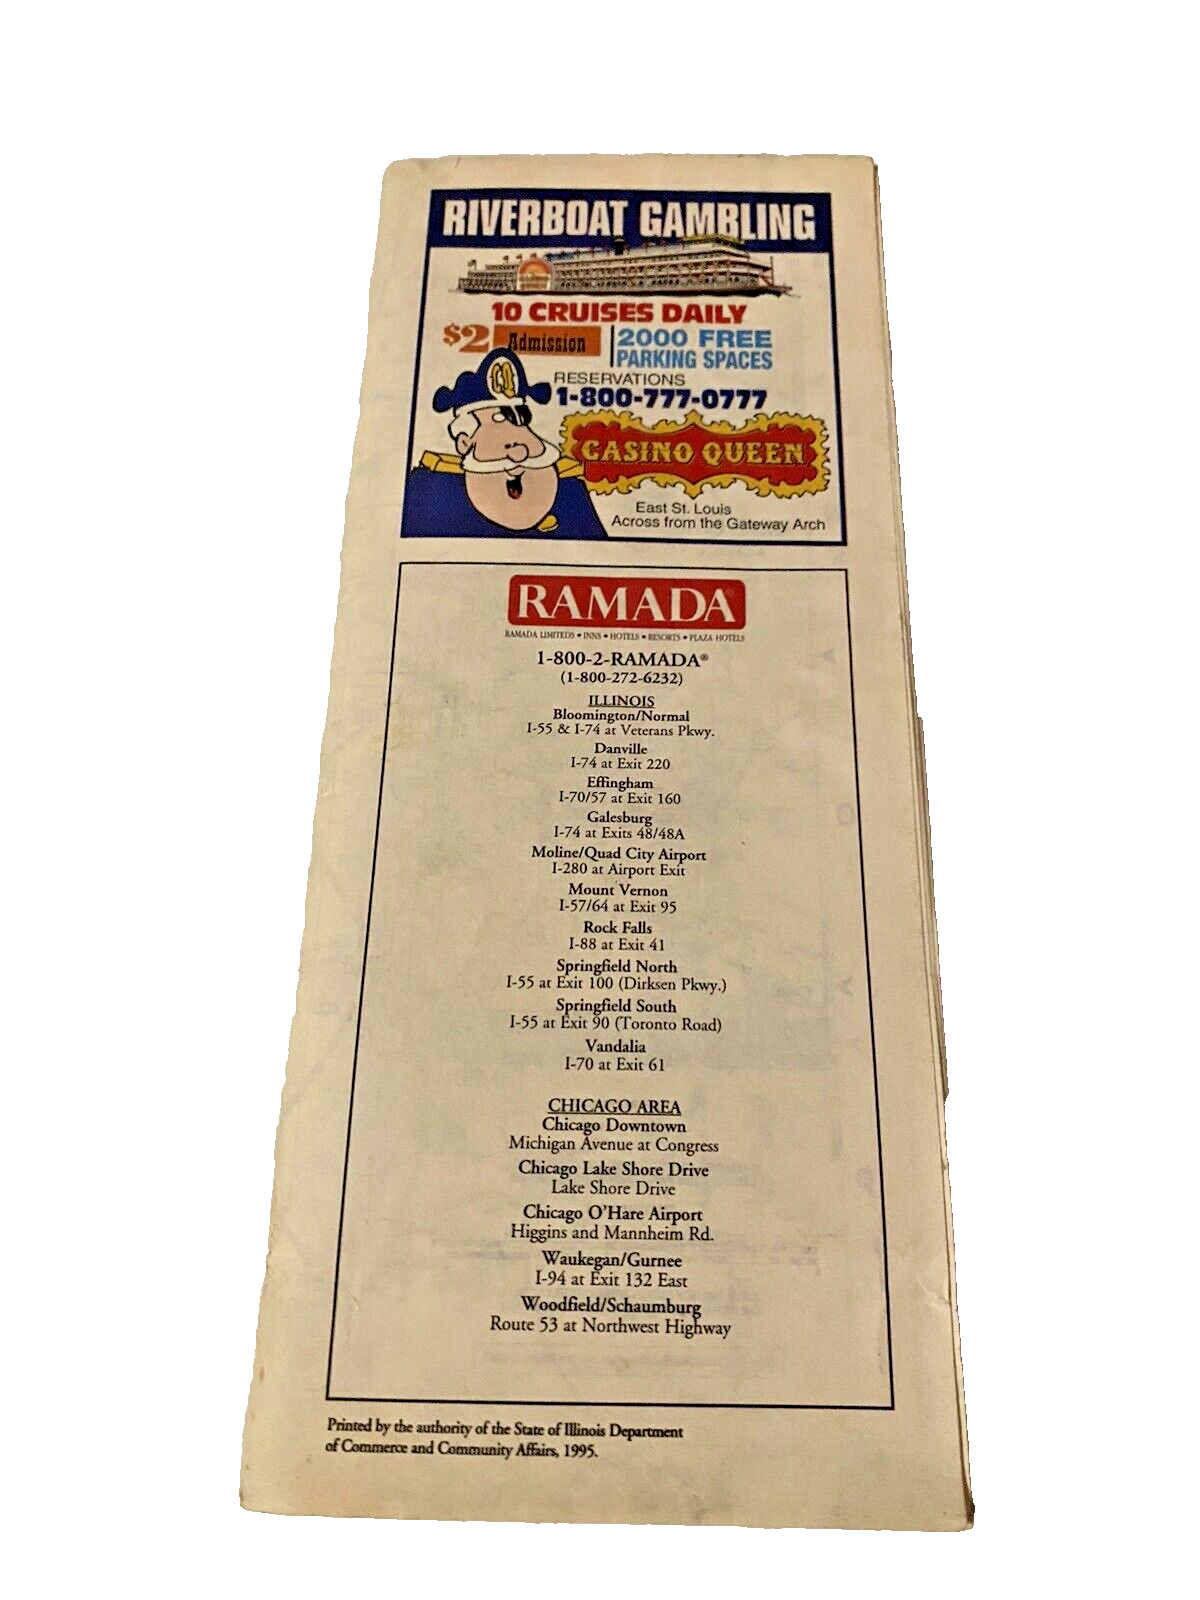 RIVERBOAT GAMBLING
10 CRUISES DAILY
$2 Admission
2000 FREE
PARKING SPACES
RESERVATIONS
1-800-777-0777
CQ
CASINO QUEEN
East St. Louis
Across from the Gateway Arch
RAMADA
RAMADA LIMITEDS • INNS • HOTELS • RESORTS • PLAZA HOTELS
1-800-2-RAMADA®
(1-800-272-6232)
ILLINOIS
Bloomington/Normal
I-55 & I-74 at Veterans Pkwy.
Danville
I-74 at Exit 220
Effingham
I-70/57 at Exit 160
Galesburg
I-74 at Exits 48/48A
Moline/Quad City Airport
I-280 at Airport Exit
Mount Vernon
I-57/64 at Exit 95
Rock Falls
I-88 at Exit 41
Springfield North
I-55 at Exit 100 (Dirksen Pkwy.)
Springfield South
I-55 at Exit 90 (Toronto Road)
Vandalia
I-70 at Exit 61
CHICAGO AREA
Chicago Downtown
Michigan Avenue at Congress
Chicago Lake Shore Drive
Lake Shore Drive
Chicago O'Hare Airport
Higgins and Mannheim Rd.
Waukegan/Gurnee
I-94 at Exit 132 East
Woodfield/Schaumburg
Route 53 at Northwest Highway
Printed by the authority of the State of Illinois Department
of Commerce and Community Affairs, 1995.